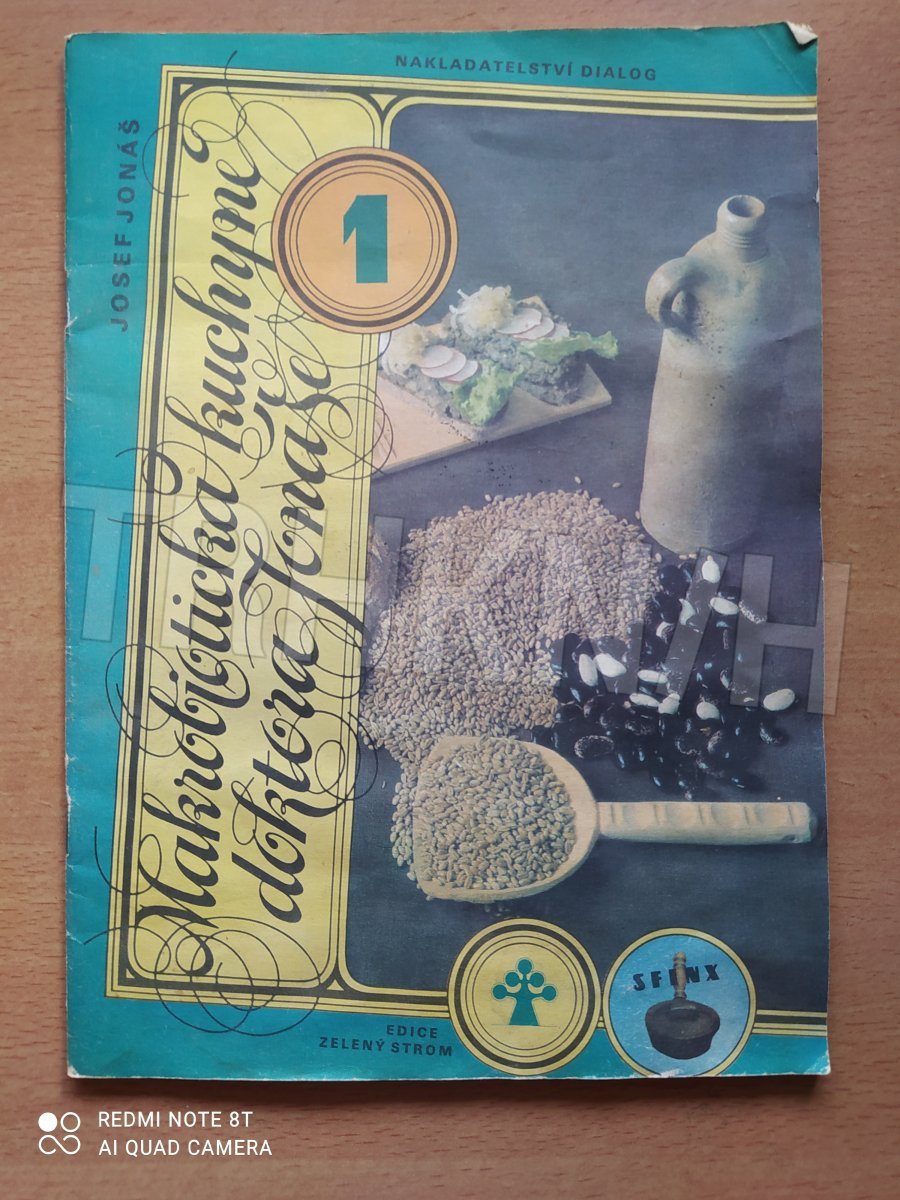 NAKLADATELSTVÍ DIALOG
JOSEF JONÁŠ
Makrobiotická kuchyně
doktora Jonáše
1
EDICE
ZELENÝ STROM
SFINX
TRHKNIH
REDMI NOTE 8T
AI QUAD CAMERA